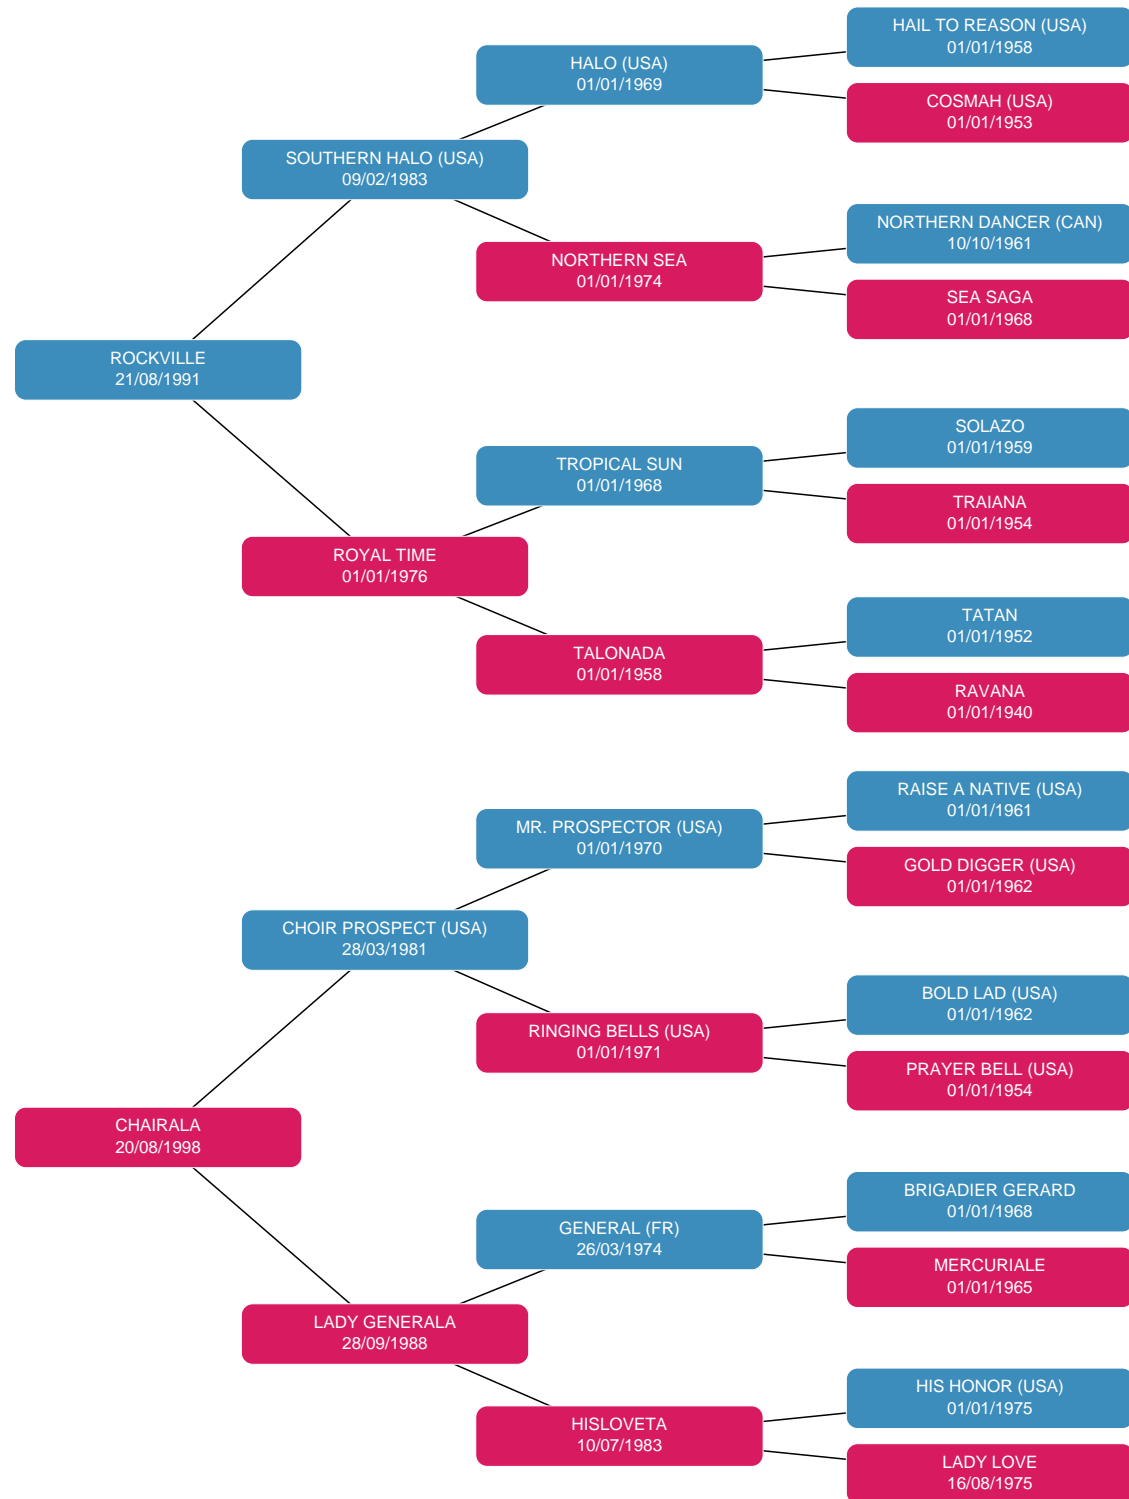 HAIL TO REASON (USA)
01/01/1958
HALO (USA)
01/01/1969
COSMAH (USA)
01/01/1953
SOUTHERN HALO (USA)
09/02/1983
NORTHERN DANCER (CAN)
10/10/1961
NORTHERN SEA
01/01/1974
SEA SAGA
01/01/1968
ROCKVILLE
21/08/1991
SOLAZO
01/01/1959
TROPICAL SUN
01/01/1968
TRAIANA
01/01/1954
ROYAL TIME
01/01/1976
TATAN
01/01/1952
TALONADA
01/01/1958
RAVANA
01/01/1940
RAISE A NATIVE (USA)
01/01/1961
MR. PROSPECTOR (USA)
01/01/1970
GOLD DIGGER (USA)
01/01/1962
CHOIR PROSPECT (USA)
28/03/1981
BOLD LAD (USA)
01/01/1962
RINGING BELLS (USA)
01/01/1971
PRAYER BELL (USA)
01/01/1954
CHAIRALA
20/08/1998
BRIGADIER GERARD
01/01/1968
GENERAL (FR)
26/03/1974
MERCURIALE
01/01/1965
LADY GENERALA
28/09/1988
HIS HONOR (USA)
01/01/1975
HISLOVETA
10/07/1983
LADY LOVE
16/08/1975